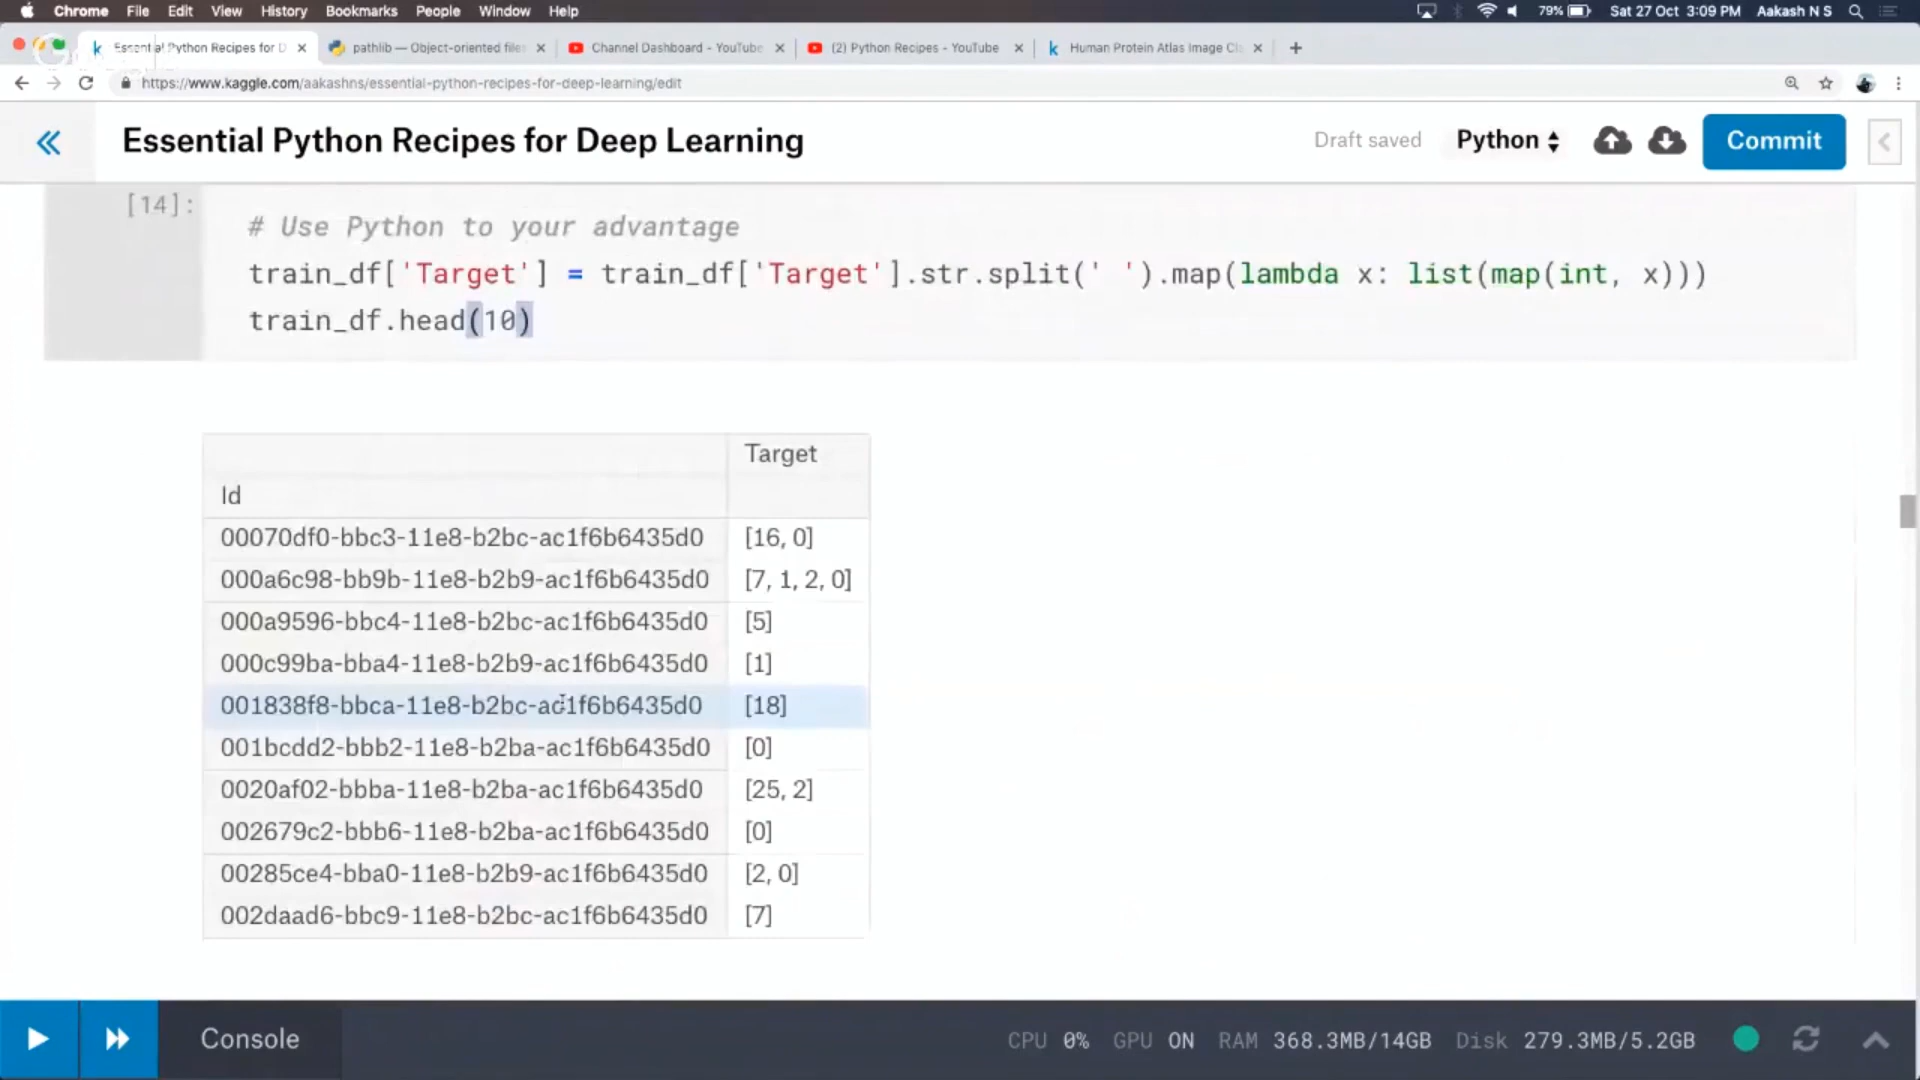 Chrome File Edit View History Bookmarks People Window Help 79% Sat 27 Oct 3:09 PM Aakash N S
Essential Python Recipes for D pathlib — Object-oriented files Channel Dashboard - YouTube (2) Python Recipes - YouTube Human Protein Atlas Image Cl
https://www.kaggle.com/aakashns/essential-python-recipes-for-deep-learning/edit
Essential Python Recipes for Deep Learning Draft saved Python Commit
[14]:
# Use Python to your advantage
train_df['Target'] = train_df['Target'].str.split(' ').map(lambda x: list(map(int, x)))
train_df.head(10)
Target
Id
00070df0-bbc3-11e8-b2bc-ac1f6b6435d0 [16, 0]
000a6c98-bb9b-11e8-b2b9-ac1f6b6435d0 [7, 1, 2, 0]
000a9596-bbc4-11e8-b2bc-ac1f6b6435d0 [5]
000c99ba-bba4-11e8-b2b9-ac1f6b6435d0 [1]
001838f8-bbca-11e8-b2bc-ac1f6b6435d0 [18]
001bcdd2-bbb2-11e8-b2ba-ac1f6b6435d0 [0]
0020af02-bbba-11e8-b2ba-ac1f6b6435d0 [25, 2]
002679c2-bbb6-11e8-b2ba-ac1f6b6435d0 [0]
00285ce4-bba0-11e8-b2b9-ac1f6b6435d0 [2, 0]
002daad6-bbc9-11e8-b2bc-ac1f6b6435d0 [7]
Console CPU 0% GPU ON RAM 368.3MB/14GB Disk 279.3MB/5.2GB